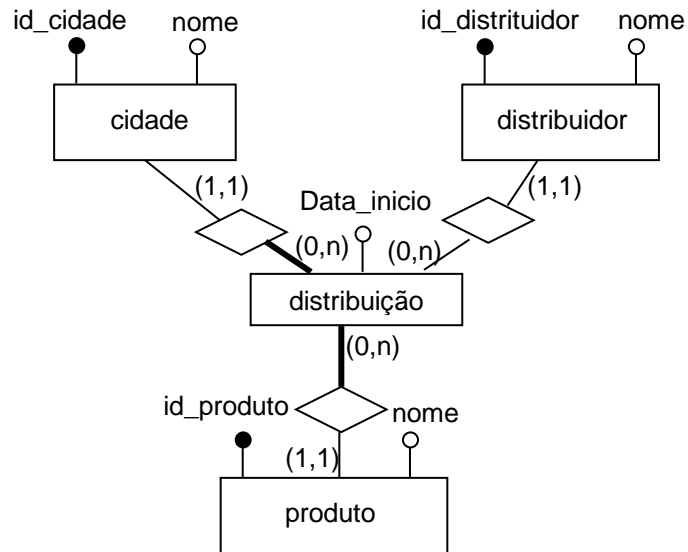 id_cidade
nome
id_distrituidor
nome
cidade
distribuidor
(1,1)
Data_inicio
(1,1)
(0,n)
(0,n)
distribuição
(0,n)
id_produto
nome
(1,1)
produto